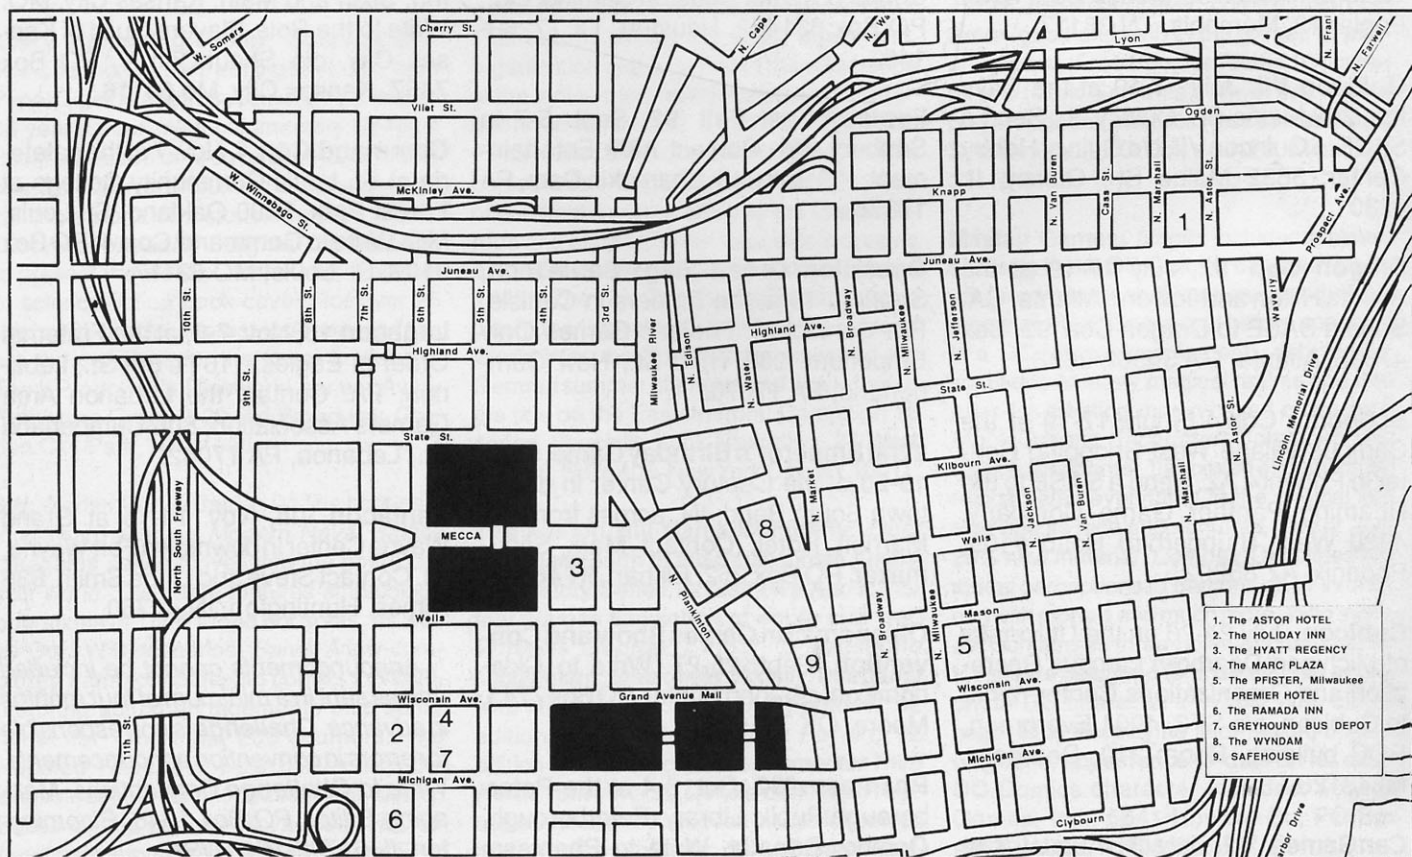 W. Somers
Cherry St.
N. Cape
Lyon
N. Farwell
Vliet St.
Ogden
W. Winnebago St.
McKinley Ave.
Knapp
N. Van Buren
Cass St.
N. Marshall
N. Astor St.
1
Prospect Ave.
Juneau Ave.
Juneau Ave.
10th St.
8th St.
7th St.
6th St.
5th St.
4th St.
3rd St.
Milwaukee River
N. Edison
N. Water
Highland Ave.
N. Broadway
N. Milwaukee
N. Jefferson
Waverly
Highland Ave.
9th St.
State St.
State St.
N. Astor St.
Lincoln Memorial Drive
Kilbourn Ave.
North South Freeway
MECCA
3
8
N. Market
Jackson
Van Buren
N. Marshall
Wells
N. Plankinton
Wells
9
N. Broadway
Milwaukee
Mason
5
Wisconsin Ave.
Wisconsin Ave.
Grand Avenue Mall
11th St.
4
2
7
Michigan Ave.
Michigan Ave.
6
Clybourn
1. The ASTOR HOTEL
2. The HOLIDAY INN
3. The HYATT REGENCY
4. The MARC PLAZA
5. The PFISTER, Milwaukee
PREMIER HOTEL
6. The RAMADA INN
7. GREYHOUND BUS DEPOT
8. The WYNDAM
9. SAFEHOUSE